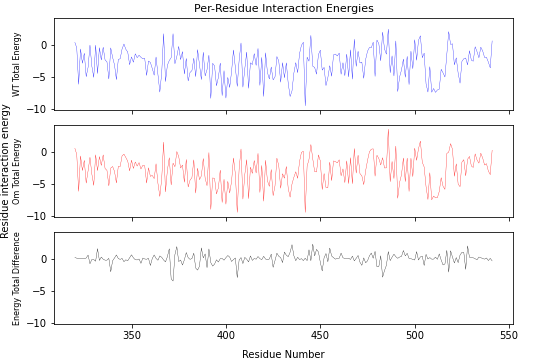 Per-Residue Interaction Energies
Residue interaction energy
WT Total Energy
0
−5
−10
Om Total Energy
0
−5
−10
Energy Total Difference
0
−5
−10
350
400
450
500
550
Residue Number